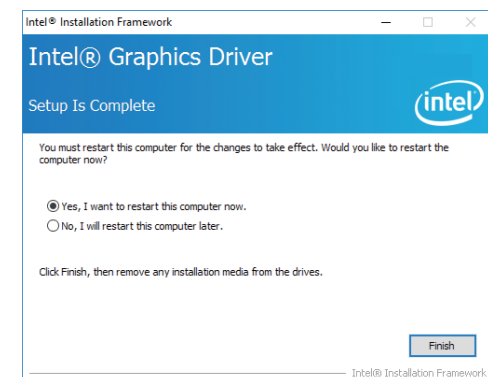 Intel® Installation Framework
Intel® Graphics Driver
Setup Is Complete
intel
You must restart this computer for the changes to take effect. Would you like to restart the
computer now?
Yes, I want to restart this computer now.
No, I will restart this computer later.
Click Finish, then remove any installation media from the drives.
Finish
Intel® Installation Framework